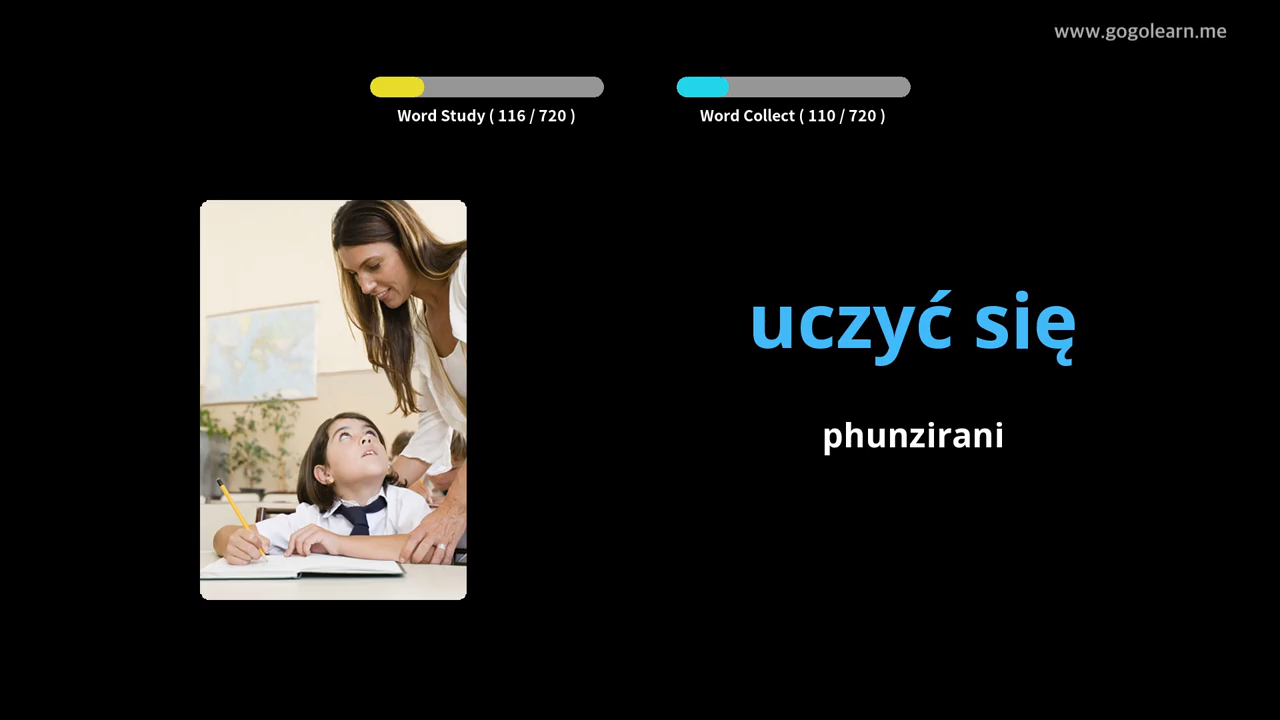 www.gogolearn.me
Word Study ( 116 / 720 )
Word Collect ( 110 / 720 )
uczyć się
phunzirani